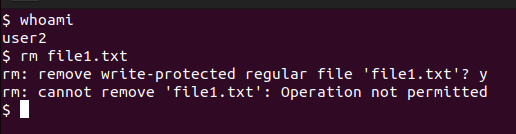 $ whoami
user2
$ rm file1.txt
rm: remove write-protected regular file 'file1.txt'? y
rm: cannot remove 'file1.txt': Operation not permitted
$